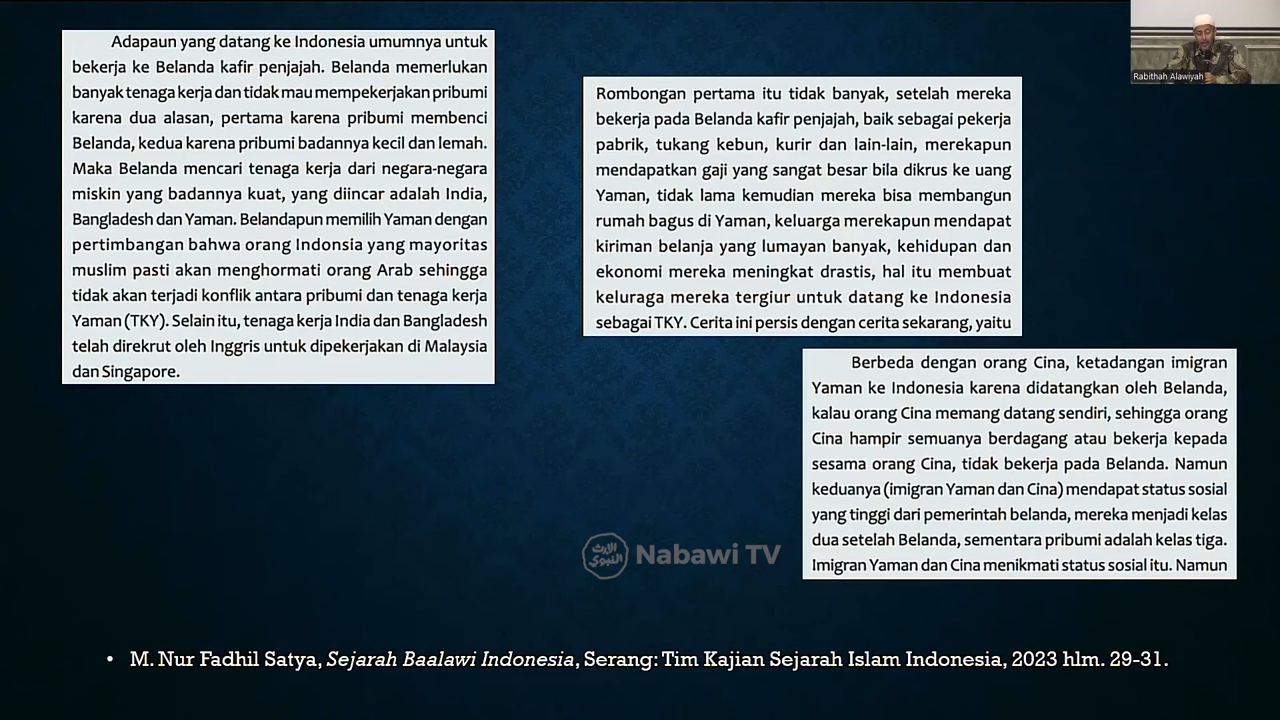 Adapaun yang datang ke Indonesia umumnya untuk
bekerja ke Belanda kafir penjajah. Belanda memerlukan
banyak tenaga kerja dan tidak mau mempekerjakan pribumi
karena dua alasan, pertama karena pribumi membenci
Belanda, kedua karena pribumi badannya kecil dan lemah.
Maka Belanda mencari tenaga kerja dari negara-negara
miskin yang badannya kuat, yang diincar adalah India,
Bangladesh dan Yaman. Belandapun memilih Yaman dengan
pertimbangan bahwa orang Indonsia yang mayoritas
muslim pasti akan menghormati orang Arab sehingga
tidak akan terjadi konflik antara pribumi dan tenaga kerja
Yaman (TKY). Selain itu, tenaga kerja India dan Bangladesh
telah direkrut oleh Inggris untuk dipekerjakan di Malaysia
dan Singapore.
Rombongan pertama itu tidak banyak, setelah mereka
bekerja pada Belanda kafir penjajah, baik sebagai pekerja
pabrik, tukang kebun, kurir dan lain-lain, merekapun
mendapatkan gaji yang sangat besar bila dikrus ke uang
Yaman, tidak lama kemudian mereka bisa membangun
rumah bagus di Yaman, keluarga merekapun mendapat
kiriman belanja yang lumayan banyak, kehidupan dan
ekonomi mereka meningkat drastis, hal itu membuat
keluraga mereka tergiur untuk datang ke Indonesia
sebagai TKY. Cerita ini persis dengan cerita sekarang, yaitu
Berbeda dengan orang Cina, ketadangan imigran
Yaman ke Indonesia karena didatangkan oleh Belanda,
kalau orang Cina memang datang sendiri, sehingga orang
Cina hampir semuanya berdagang atau bekerja kepada
sesama orang Cina, tidak bekerja pada Belanda. Namun
keduanya (imigran Yaman dan Cina) mendapat status sosial
yang tinggi dari pemerintah belanda, mereka menjadi kelas
dua setelah Belanda, sementara pribumi adalah kelas tiga.
Imigran Yaman dan Cina menikmati status sosial itu. Namun
الإرث
النبوي
Nabawi TV
• M. Nur Fadhil Satya, Sejarah Baalawi Indonesia, Serang: Tim Kajian Sejarah Islam Indonesia, 2023 hlm. 29-31.
Rabithah Alawiyah